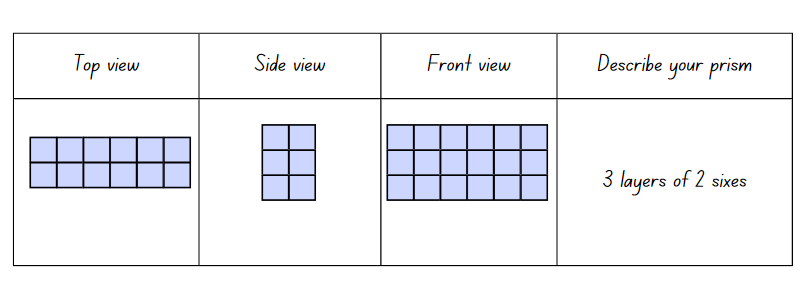 Top view
Side view
Front view
Describe your prism
3 layers of 2 sixes